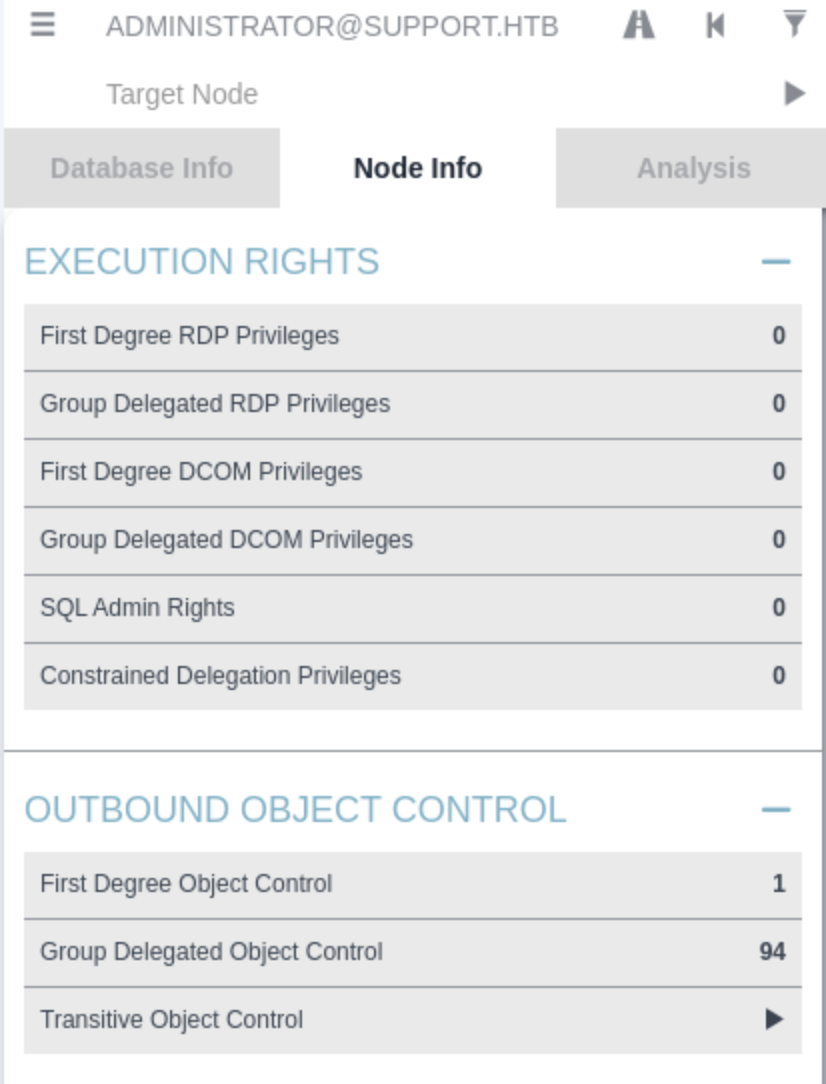 ADMINISTRATOR@SUPPORT.HTB
Target Node
Database Info Node Info Analysis
EXECUTION RIGHTS
First Degree RDP Privileges 0
Group Delegated RDP Privileges 0
First Degree DCOM Privileges 0
Group Delegated DCOM Privileges 0
SQL Admin Rights 0
Constrained Delegation Privileges 0
OUTBOUND OBJECT CONTROL
First Degree Object Control 1
Group Delegated Object Control 94
Transitive Object Control